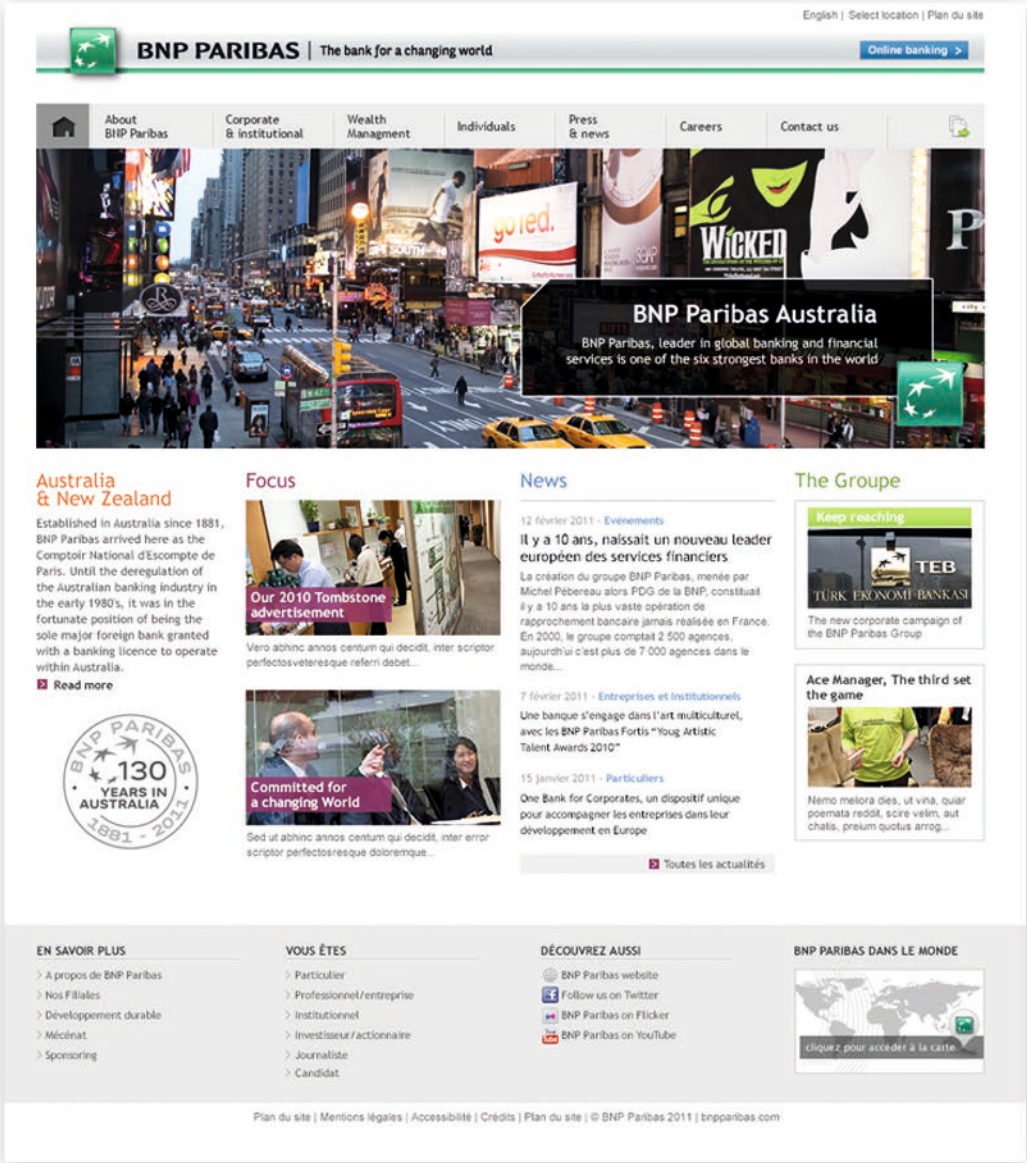 English | Select location | Plan du site
BNP PARIBAS | The bank for a changing world
Online banking >
About
BNP Paribas
Corporate
& institutional
Wealth
Managment
Individuals
Press
& news
Careers
Contact us
go red.
WICKED
SOUTH
P
BNP Paribas Australia
BNP Paribas, leader in global banking and financial
services is one of the six strongest banks in the world
Australia
& New Zealand
Established in Australia since 1881,
BNP Paribas arrived here as the
Comptoir National d'Escompte de
Paris. Until the deregulation of
the Australian banking industry in
the early 1980's, it was in the
fortunate position of being the
sole major foreign bank granted
with a banking licence to operate
within Australia.
Read more
BNP PARIBAS
130
YEARS IN
AUSTRALIA
1881 - 2011
Focus
Our 2010 Tombstone
advertisement
Vero abhinc annos centum qui decidit, inter scriptor
perfectosveteresque referri debet...
Committed for
a changing World
Sed ut abhinc annos centum qui decidit, inter error
scriptor perfectosresque doloremque...
News
12 février 2011 - Evénements
Il y a 10 ans, naissait un nouveau leader
européen des services financiers
La création du groupe BNP Paribas, menée par
Michel Pébereau alors PDG de la BNP, constituait
il y a 10 ans la plus vaste opération de
rapprochement bancaire jamais réalisée en France.
En 2000, le groupe comptait 2 500 agences,
aujourd'hui c'est plus de 7 000 agences dans le
monde...
7 février 2011 - Entreprises et Institutionnels
Une banque s'engage dans l'art multiculturel,
avec les BNP Paribas Fortis "Youg Artistic
Talent Awards 2010"
15 janvier 2011 - Particuliers
One Bank for Corporates, un dispositif unique
pour accompagner les entreprises dans leur
développement en Europe
Toutes les actualités
The Groupe
Keep reaching
TEB
TÜRK EKONOMI BANKASI
The new corporate campaign of
the BNP Paribas Group
Ace Manager, The third set
the game
Nemo meliora dies, ut vina, quiar
poemata reddit, scire velim, aut
chatis, preium quotus arrog...
EN SAVOIR PLUS
> A propos de BNP Paribas
> Nos Filiales
> Développement durable
> Mécénat
> Sponsoring
VOUS ÊTES
> Particulier
> Professionnel/entreprise
> Institutionnel
> Investisseur/actionnaire
> Journaliste
> Candidat
DÉCOUVREZ AUSSI
BNP Paribas website
Follow us on Twitter
BNP Paribas on Flicker
BNP Paribas on YouTube
BNP PARIBAS DANS LE MONDE
cliquez pour accéder à la carte
Plan du site | Mentions légales | Accessibilité | Crédits | Plan du site | © BNP Paribas 2011 | bnpparibas.com